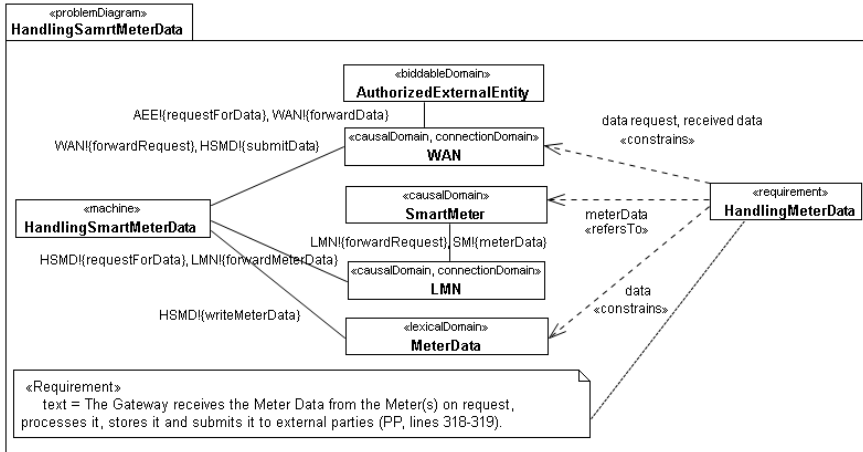 «problemDiagram»
HandlingSamrtMeterData
«biddableDomain»
AuthorizedExternalEntity
AEE!{requestForData}, WAN!{forwardData}
data request, received data
«constrains»
WAN!{forwardRequest}, HSMD!{submitData}
«causalDomain, connectionDomain»
WAN
«machine»
HandlingSmartMeterData
«causalDomain»
SmartMeter
«requirement»
HandlingMeterData
meterData
«refersTo»
LMN!{forwardRequest}, SM!{meterData}
HSMD!{requestForData}, LMN!{forwardMeterData}
«causalDomain, connectionDomain»
LMN
data
«constrains»
HSMD!{writeMeterData}
«lexicalDomain»
MeterData
«Requirement»
text = The Gateway receives the Meter Data from the Meter(s) on request,
processes it, stores it and submits it to external parties (PP, lines 318-319).